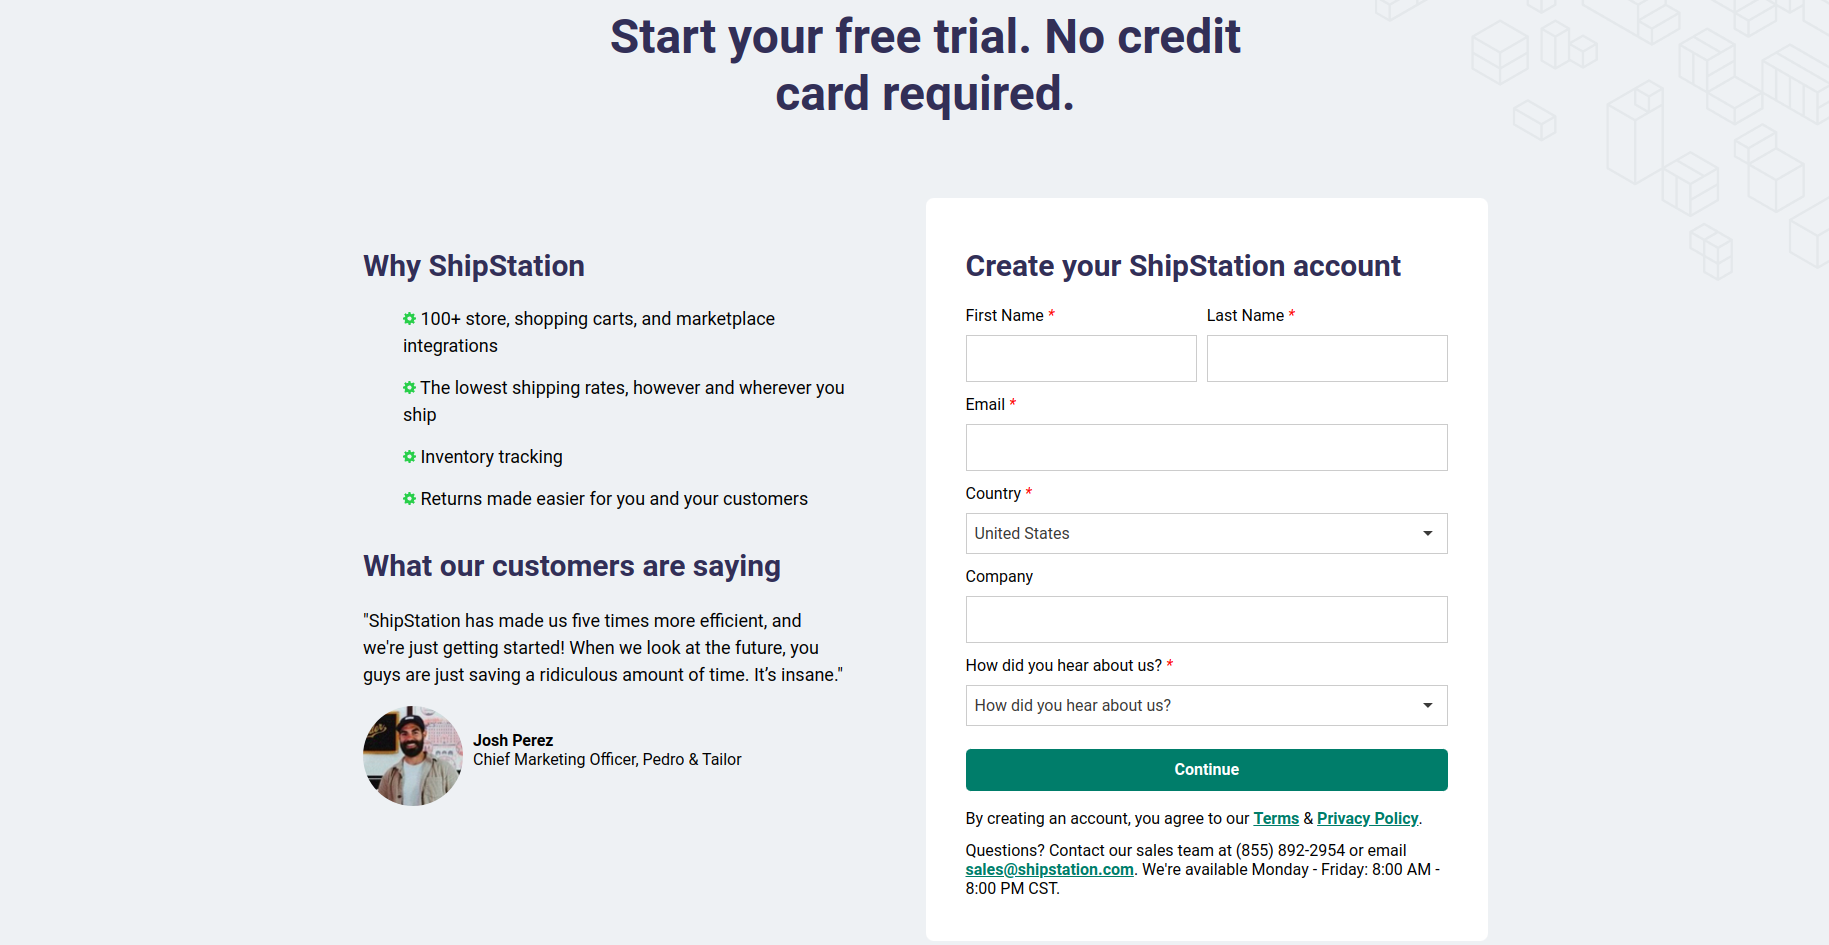 Start your free trial. No credit
card required.
Why ShipStation
100+ store, shopping carts, and marketplace
integrations
The lowest shipping rates, however and wherever you
ship
Inventory tracking
Returns made easier for you and your customers
What our customers are saying
"ShipStation has made us five times more efficient, and
we're just getting started! When we look at the future, you
guys are just saving a ridiculous amount of time. It’s insane."
Josh Perez
Chief Marketing Officer, Pedro & Tailor
Create your ShipStation account
First Name * Last Name *
Email *
Country *
United States
Company
How did you hear about us? *
How did you hear about us?
Continue
By creating an account, you agree to our Terms & Privacy Policy.
Questions? Contact our sales team at (855) 892-2954 or email
sales@shipstation.com. We're available Monday - Friday: 8:00 AM -
8:00 PM CST.